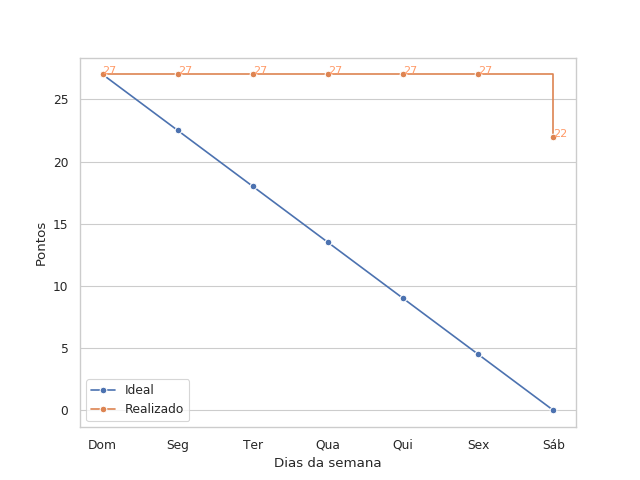 27 27 27 27 27 27
25
22
20
15
10
5
0
Pontos
Ideal
Realizado
Dom Seg Ter Qua Qui Sex Sáb
Dias da semana